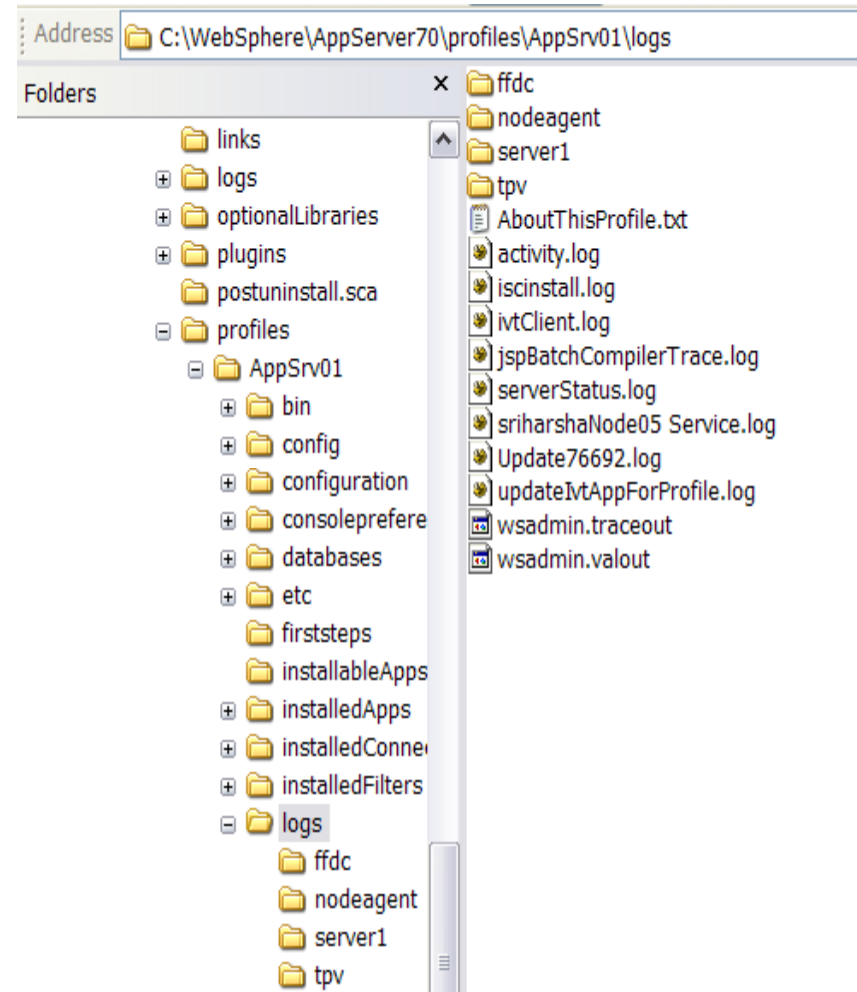 Address C:\WebSphere\AppServer70\profiles\AppSrv01\logs
Folders x
links
logs
optionalLibraries
plugins
postuninstall.sca
profiles
AppSrv01
bin
config
configuration
consoleprefere
databases
etc
firststeps
installableApps
installedApps
installedConne
installedFilters
logs
ffdc
nodeagent
server1
tpv
ffdc
nodeagent
server1
tpv
AboutThisProfile.txt
activity.log
iscinstall.log
ivtClient.log
jspBatchCompilerTrace.log
serverStatus.log
sriharshaNode05 Service.log
Update76692.log
updateIvtAppForProfile.log
wsadmin.traceout
wsadmin.valout